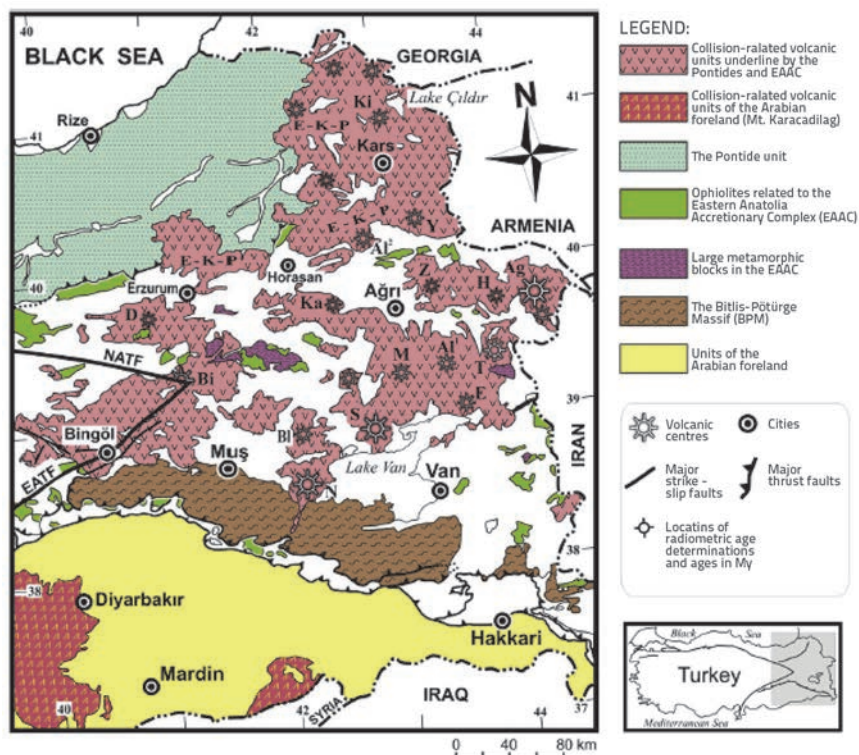 40
42
44
BLACK SEA
GEORGIA
Lake Çıldır
41
Ki
N
Rize
E - K - P
41
Kars
E - K - P
Y
ARMENIA
Al²
40
E - K - P
Horasan
Z
Ag
H
40
Erzurum
Ka
Ağrı
D
NATF
M
Al
T
Bi
E
39
S
Bingöl
Bl
Muş
IRAN
EATF
Lake Van
Van
N
38
38
Diyarbakır
Hakkari
Mardin
IRAQ
SYRIA
40
42
44
37
0 40 80 km
LEGEND:
Collision-ralated volcanic
units underline by the
Pontides and EAAC
Collision-ralated volcanic
units of the Arabian
foreland (Mt. Karacadilag)
The Pontide unit
Ophiolites related to the
Eastern Anatolia
Accretionary Complex (EAAC)
Large metamorphic
blocks in the EAAC
The Bitlis-Pötürge
Massif (BPM)
Units of the
Arabian foreland
Volcanic
centres
Cities
Major
strike -
slip faults
Major
thrust faults
Locatins of
radiometric age
determinations
and ages in My
Black Sea
Turkey
Mediterranean Sea